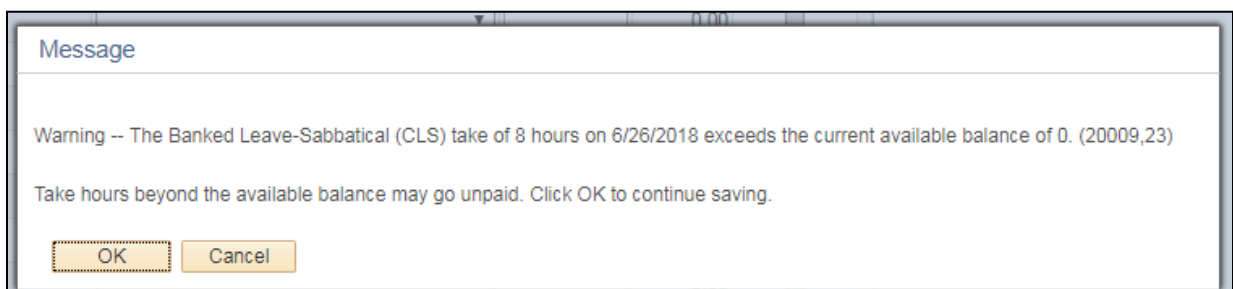 0.00
Message
Warning -- The Banked Leave-Sabbatical (CLS) take of 8 hours on 6/26/2018 exceeds the current available balance of 0. (20009,23)
Take hours beyond the available balance may go unpaid. Click OK to continue saving.
OK Cancel